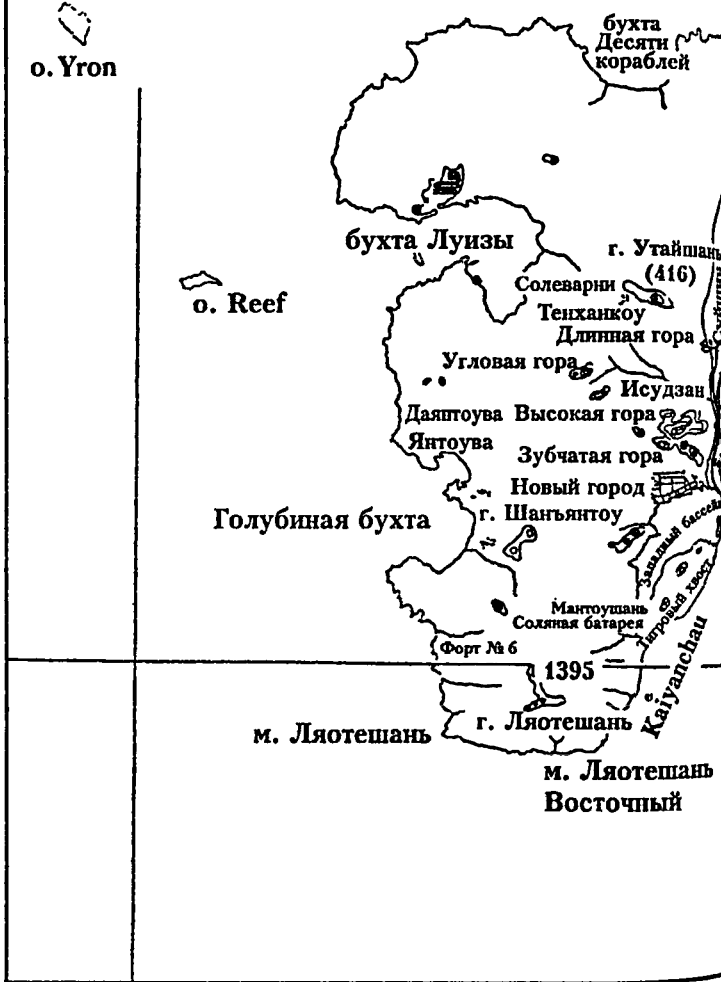 бухта
Десяти
кораблей
о. Yron
бухта Луизы
г. Утайшань
(416)
о. Reef
Солеварни
Тенханкоу
Длинная гора
Угловая гора
Исудзан
Даяптоува
Высокая гора
Янтоува
Зубчатая гора
Новый город
Голубиная бухта
г. Шанъянтоу
Западный бассей
Тигровый хвост
Мантоушань
Соляная батарея
Форт № 6
1395
Kaiyanchau
г. Ляотешань
м. Ляотешань
м. Ляотешань
Восточный